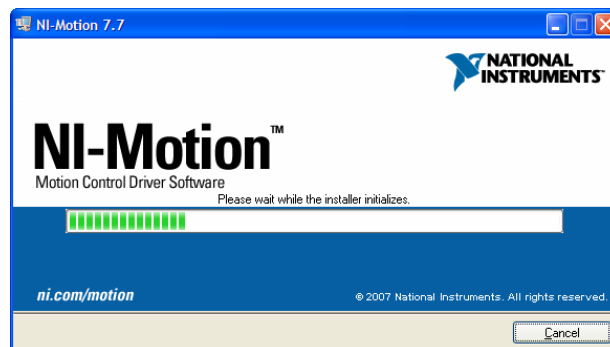 NI-Motion 7.7
NATIONAL
INSTRUMENTS™
NI-Motion™
Motion Control Driver Software
Please wait while the installer initializes.
ni.com/motion
© 2007 National Instruments. All rights reserved.
Cancel